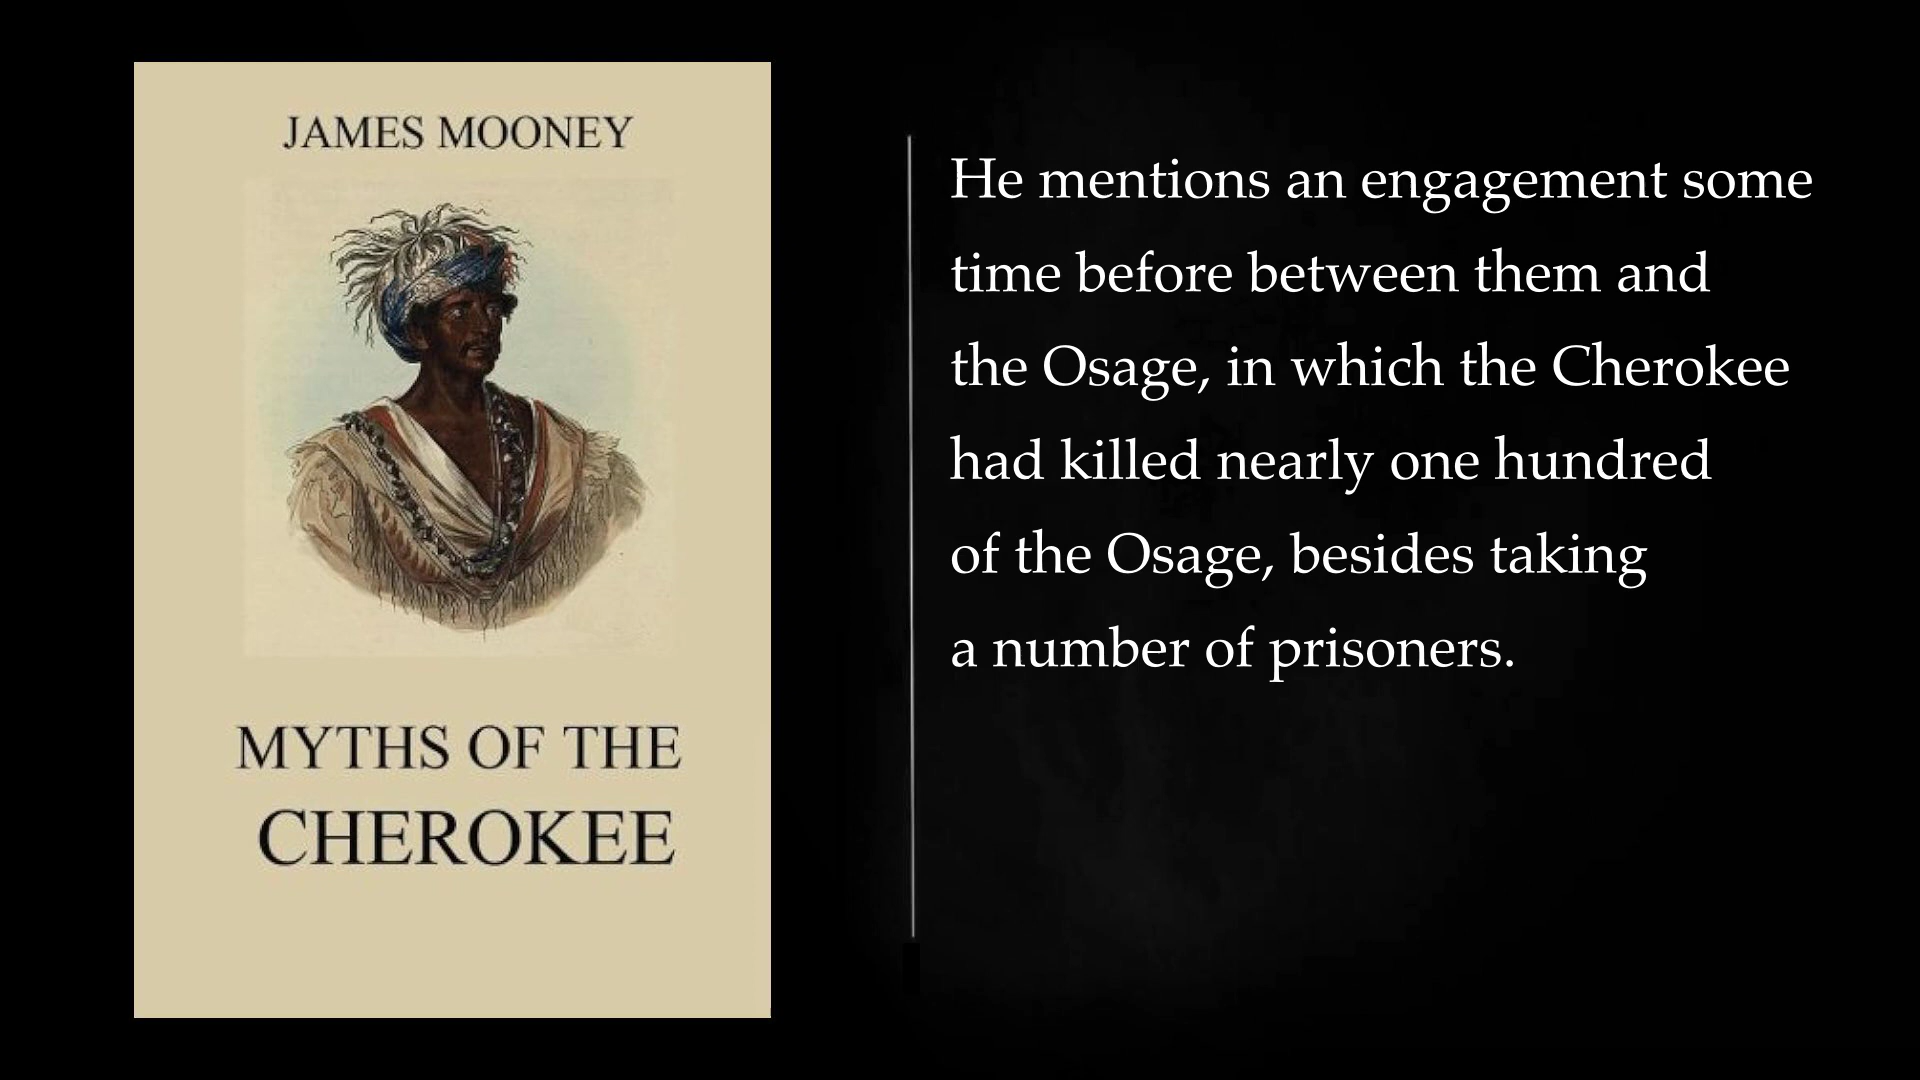 JAMES MOONEY
MYTHS OF THE
CHEROKEE
He mentions an engagement some
time before between them and
the Osage, in which the Cherokee
had killed nearly one hundred
of the Osage, besides taking
a number of prisoners.